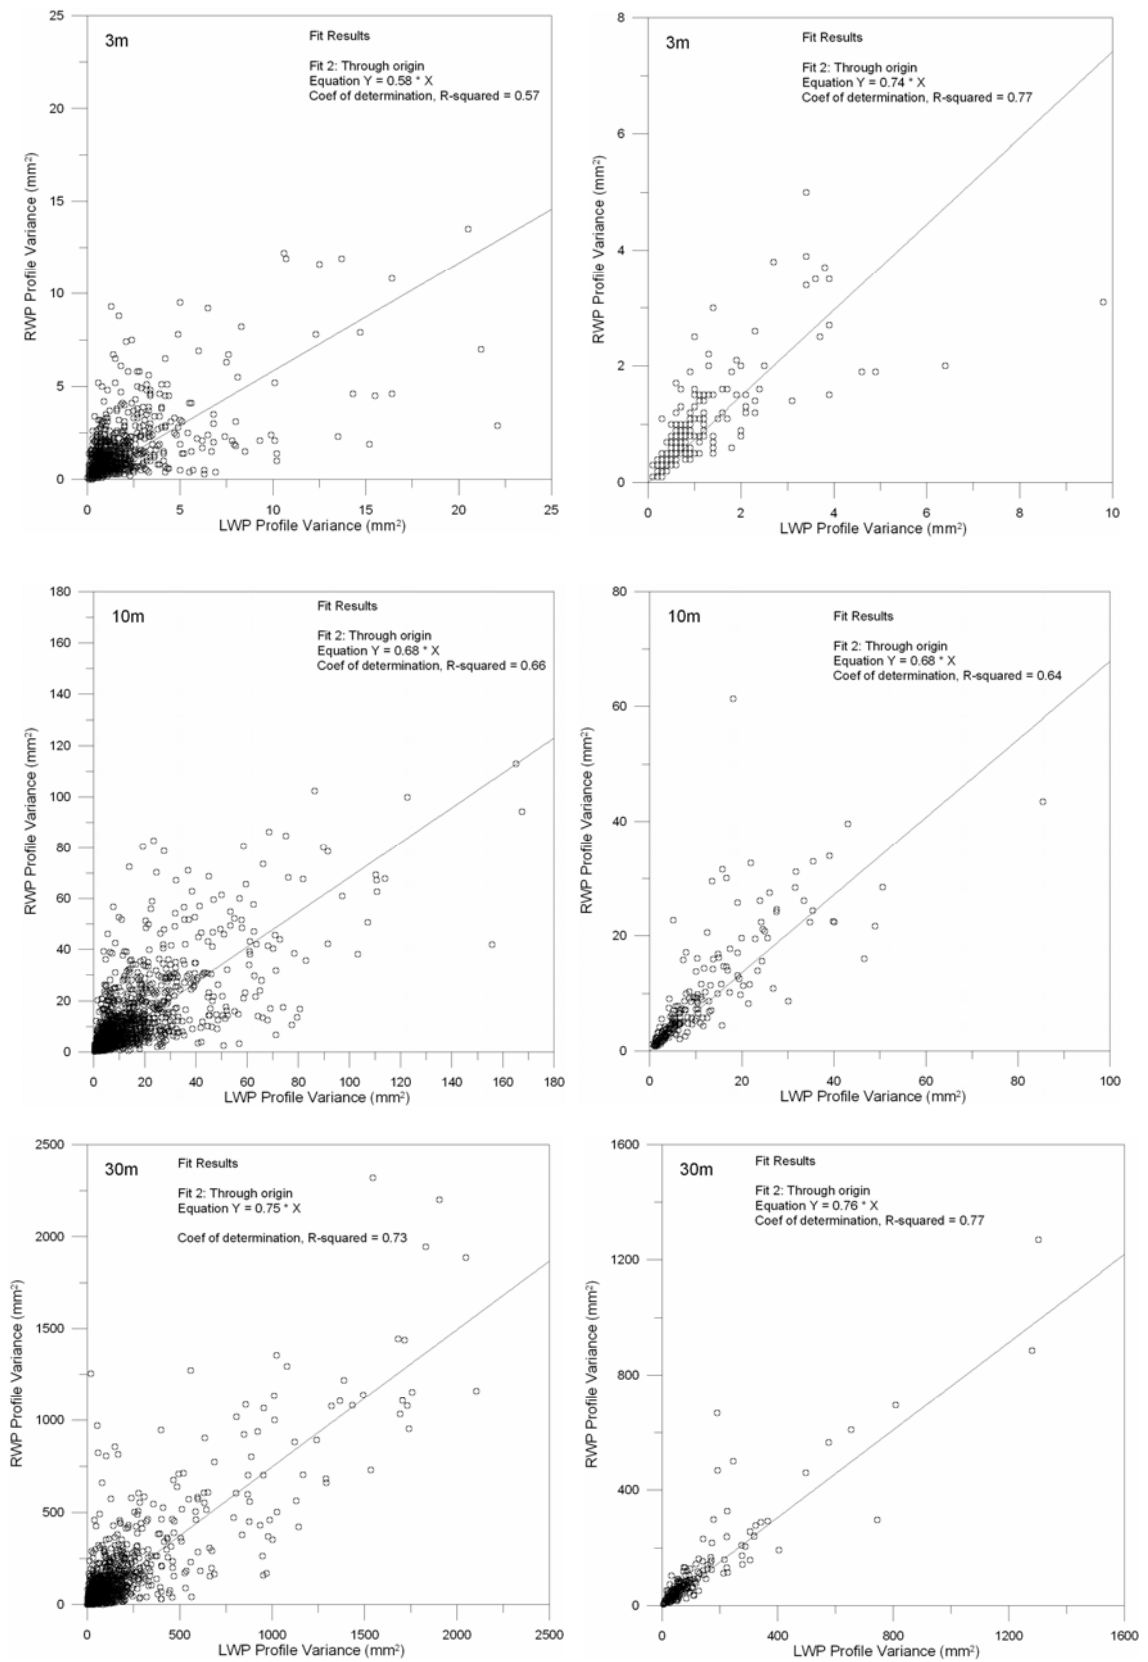 25
20
15
10
5
0
RWP Profile Variance (mm²)
3m
Fit Results
Fit 2: Through origin
Equation Y = 0.58 * X
Coef of determination, R-squared = 0.57
0 5 10 15 20 25
LWP Profile Variance (mm²)
8
6
4
2
0
RWP Profile Variance (mm²)
3m
Fit Results
Fit 2: Through origin
Equation Y = 0.74 * X
Coef of determination, R-squared = 0.77
0 2 4 6 8 10
LWP Profile Variance (mm²)
180
160
140
120
100
80
60
40
20
0
RWP Profile Variance (mm²)
10m
Fit Results
Fit 2: Through origin
Equation Y = 0.68 * X
Coef of determination, R-squared = 0.66
0 20 40 60 80 100 120 140 160 180
LWP Profile Variance (mm²)
80
60
40
20
0
RWP Profile Variance (mm²)
10m
Fit Results
Fit 2: Through origin
Equation Y = 0.68 * X
Coef of determination, R-squared = 0.64
0 20 40 60 80 100
LWP Profile Variance (mm²)
2500
2000
1500
1000
500
0
RWP Profile Variance (mm²)
30m
Fit Results
Fit 2: Through origin
Equation Y = 0.75 * X
Coef of determination, R-squared = 0.73
0 500 1000 1500 2000 2500
LWP Profile Variance (mm²)
1600
1200
800
400
0
RWP Profile Variance (mm²)
30m
Fit Results
Fit 2: Through origin
Equation Y = 0.76 * X
Coef of determination, R-squared = 0.77
0 400 800 1200 1600
LWP Profile Variance (mm²)